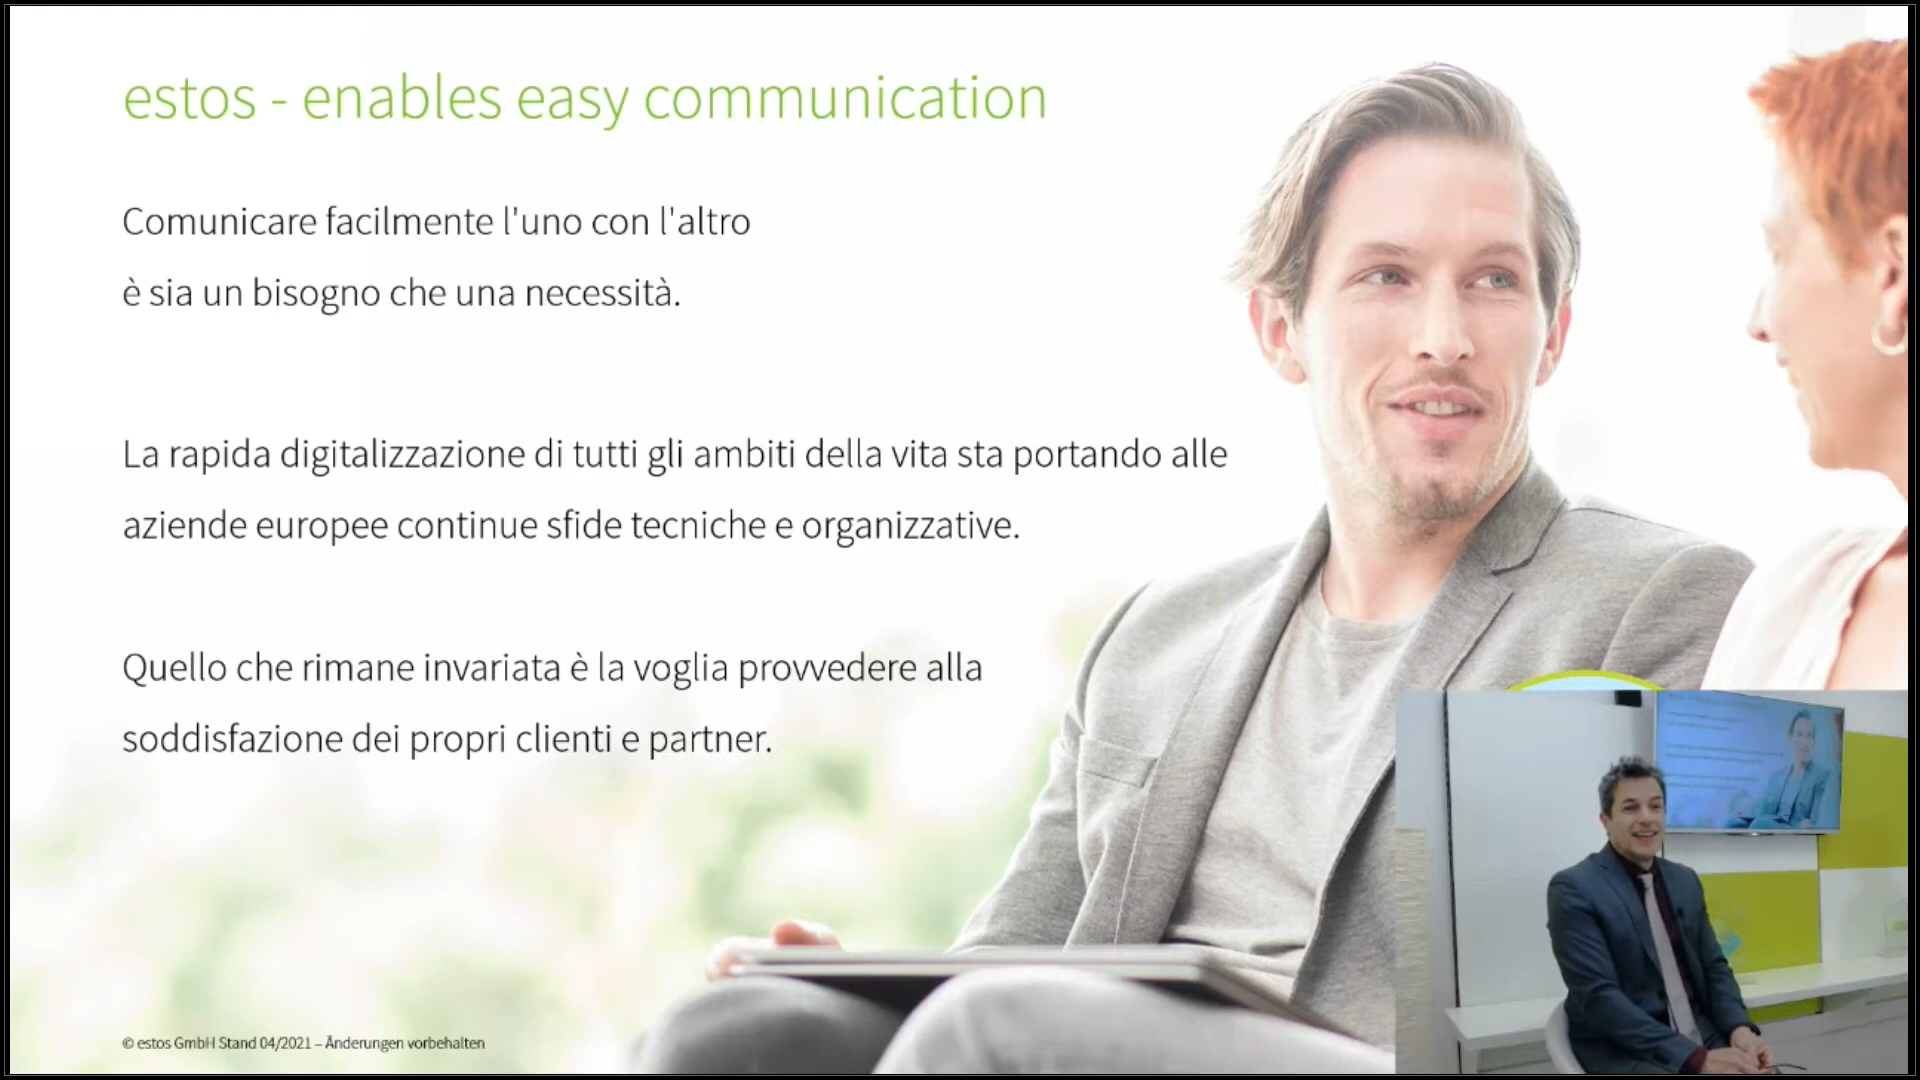 estos - enables easy communication
Comunicare facilmente l'uno con l'altro
è sia un bisogno che una necessità.
La rapida digitalizzazione di tutti gli ambiti della vita sta portando alle
aziende europee continue sfide tecniche e organizzative.
Quello che rimane invariata è la voglia provvedere alla
soddisfazione dei propri clienti e partner.
© estos GmbH Stand 04/2021 – Änderungen vorbehalten